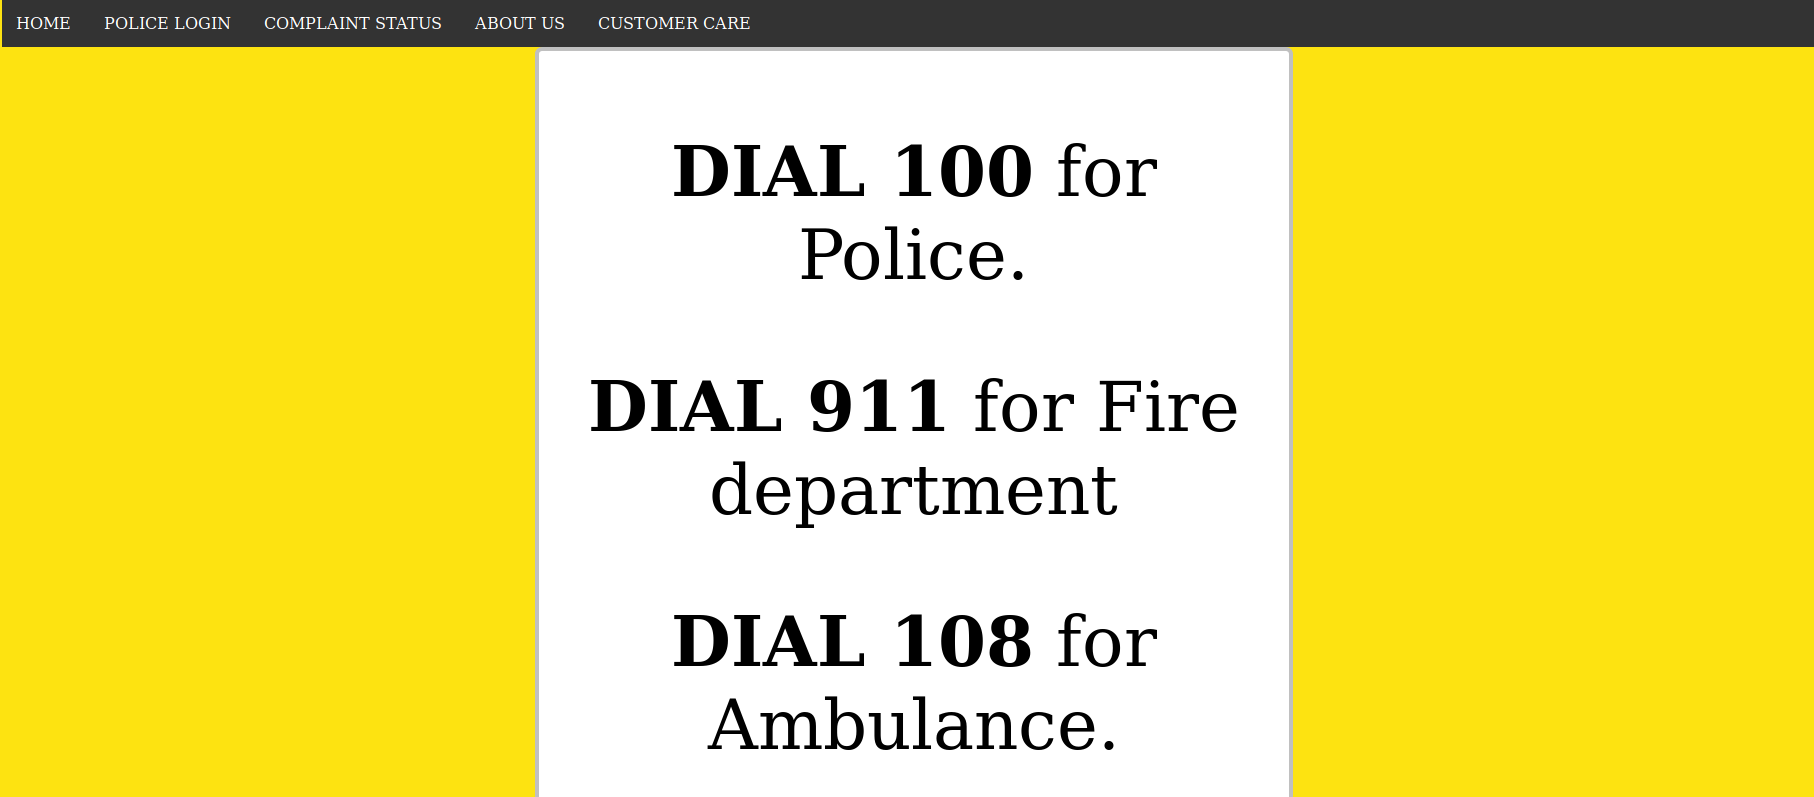 HOME POLICE LOGIN COMPLAINT STATUS ABOUT US CUSTOMER CARE
DIAL 100 for
Police.
DIAL 911 for Fire
department
DIAL 108 for
Ambulance.